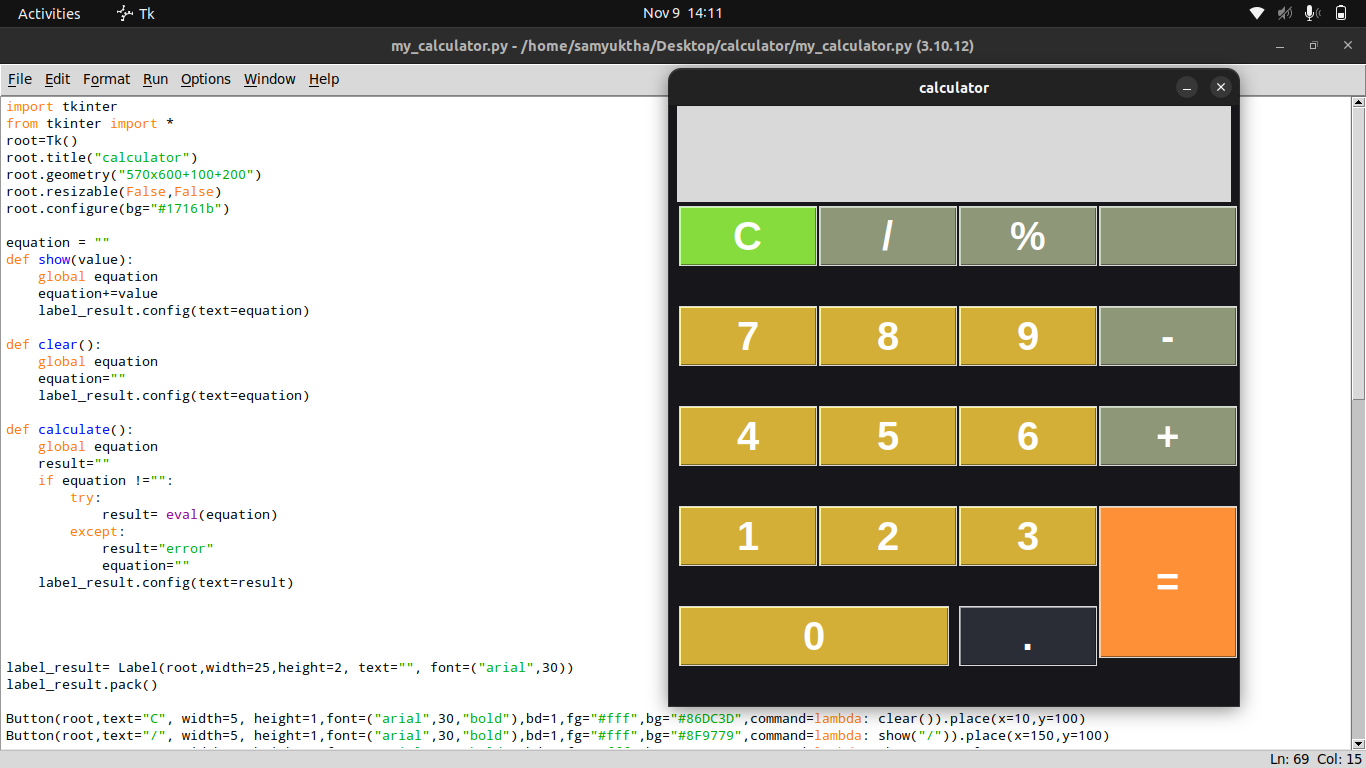 Activities Tk Nov 9 14:11
my_calculator.py - /home/samyuktha/Desktop/calculator/my_calculator.py (3.10.12)
File Edit Format Run Options Window Help
import tkinter
from tkinter import *
root=Tk()
root.title("calculator")
root.geometry("570x600+100+200")
root.resizable(False,False)
root.configure(bg="#17161b")
equation = ""
def show(value):
    global equation
    equation+=value
    label_result.config(text=equation)
def clear():
    global equation
    equation=""
    label_result.config(text=equation)
def calculate():
    global equation
    result=""
    if equation !="":
        try:
            result= eval(equation)
        except:
            result="error"
            equation=""
    label_result.config(text=result)
label_result= Label(root,width=25,height=2, text="", font=("arial",30))
label_result.pack()
Button(root,text="C", width=5, height=1,font=("arial",30,"bold"),bd=1,fg="#fff",bg="#86DC3D",command=lambda: clear()).place(x=10,y=100)
Button(root,text="/", width=5, height=1,font=("arial",30,"bold"),bd=1,fg="#fff",bg="#8F9779",command=lambda: show("/")).place(x=150,y=100)
calculator
C / %
7 8 9 -
4 5 6 +
1 2 3
=
0 .
Ln: 69 Col: 15